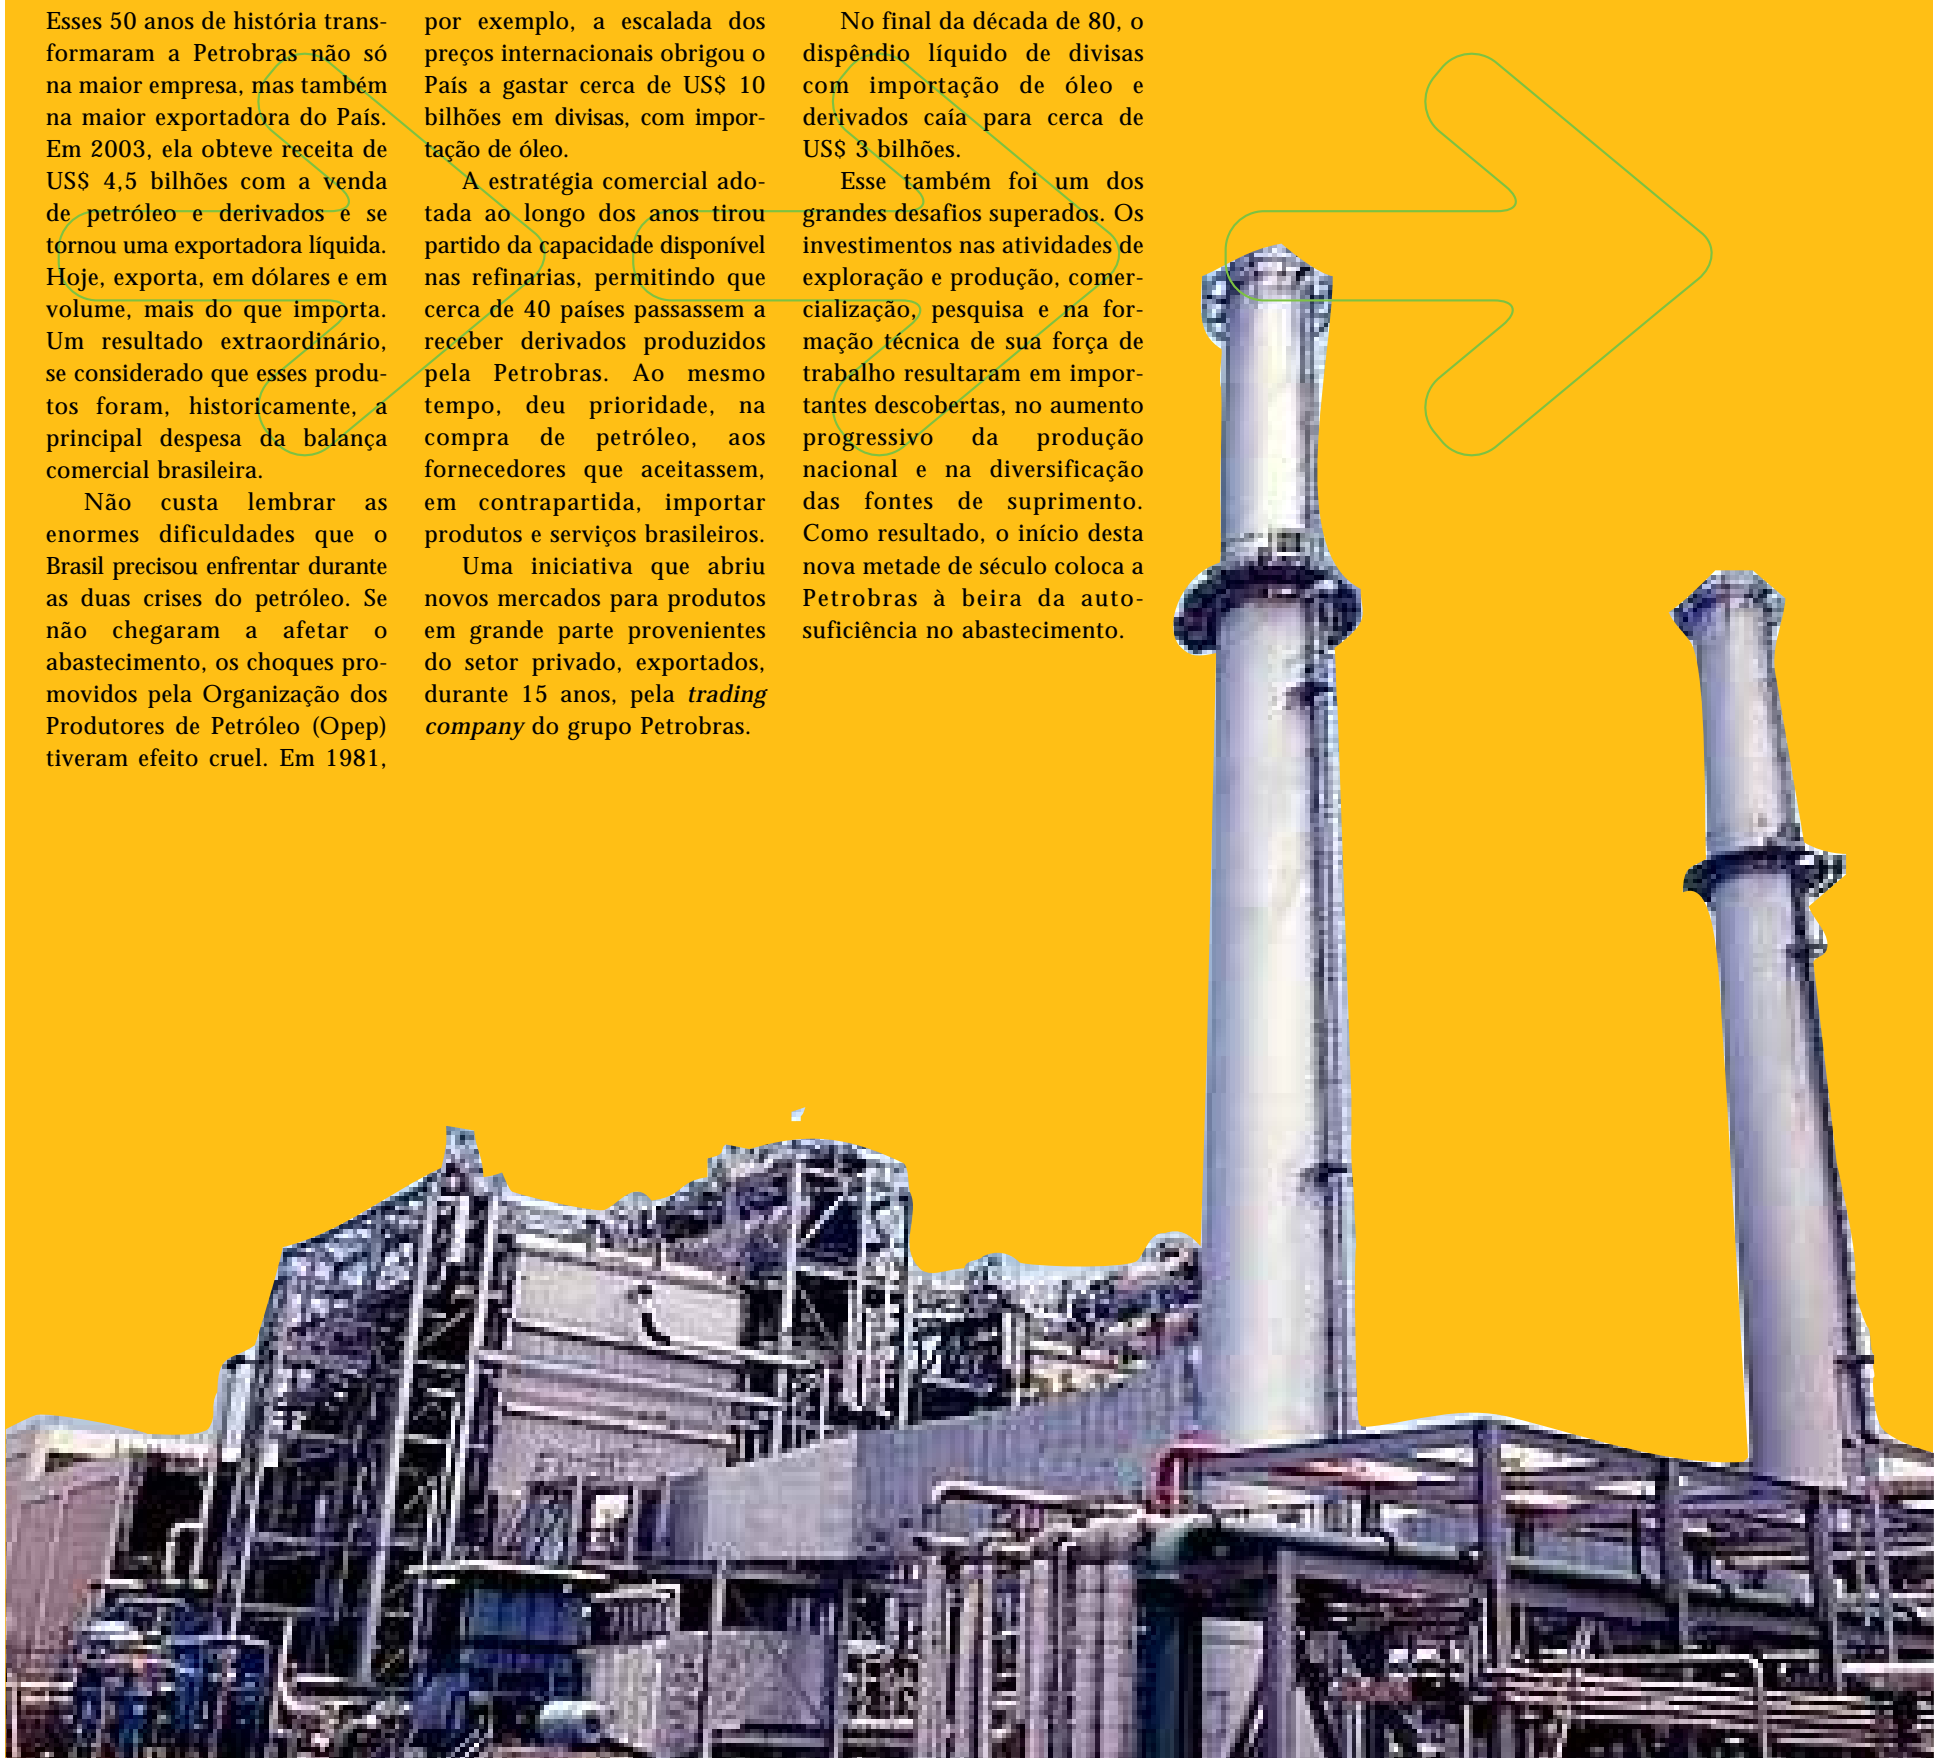 Esses 50 anos de história trans-
formaram a Petrobras não só
na maior empresa, mas também
na maior exportadora do País.
Em 2003, ela obteve receita de
US$ 4,5 bilhões com a venda
de petróleo e derivados e se
tornou uma exportadora líquida.
Hoje, exporta, em dólares e em
volume, mais do que importa.
Um resultado extraordinário,
se considerado que esses produ-
tos foram, historicamente, a
principal despesa da balança
comercial brasileira.
Não custa lembrar as
enormes dificuldades que o
Brasil precisou enfrentar durante
as duas crises do petróleo. Se
não chegaram a afetar o
abastecimento, os choques pro-
movidos pela Organização dos
Produtores de Petróleo (Opep)
tiveram efeito cruel. Em 1981,
por exemplo, a escalada dos
preços internacionais obrigou o
País a gastar cerca de US$ 10
bilhões em divisas, com impor-
tação de óleo.
A estratégia comercial ado-
tada ao longo dos anos tirou
partido da capacidade disponível
nas refinarias, permitindo que
cerca de 40 países passassem a
receber derivados produzidos
pela Petrobras. Ao mesmo
tempo, deu prioridade, na
compra de petróleo, aos
fornecedores que aceitassem,
em contrapartida, importar
produtos e serviços brasileiros.
Uma iniciativa que abriu
novos mercados para produtos
em grande parte provenientes
do setor privado, exportados,
durante 15 anos, pela trading
company do grupo Petrobras.
No final da década de 80, o
dispêndio líquido de divisas
com importação de óleo e
derivados caía para cerca de
US$ 3 bilhões.
Esse também foi um dos
grandes desafios superados. Os
investimentos nas atividades de
exploração e produção, comer-
cialização, pesquisa e na for-
mação técnica de sua força de
trabalho resultaram em impor-
tantes descobertas, no aumento
progressivo da produção
nacional e na diversificação
das fontes de suprimento.
Como resultado, o início desta
nova metade de século coloca a
Petrobras à beira da auto-
suficiência no abastecimento.